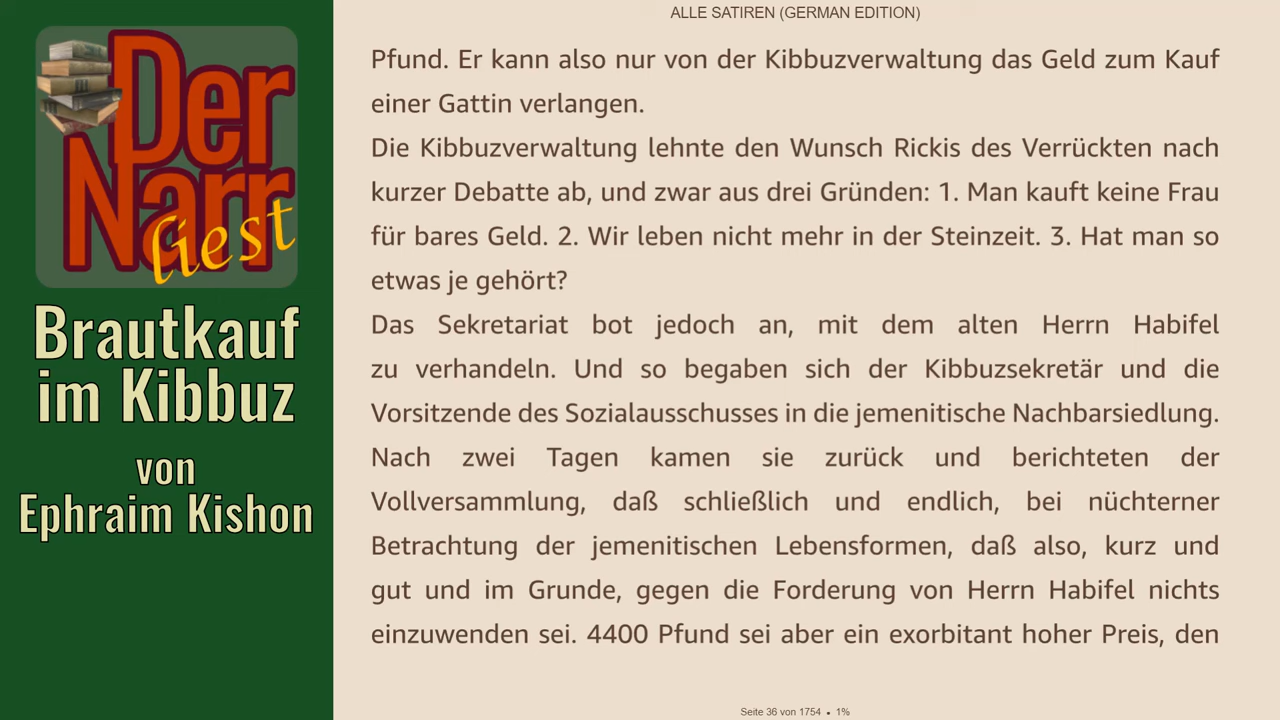 Der
Narr
liest
Brautkauf
im Kibbuz
von
Ephraim Kishon
ALLE SATIREN (GERMAN EDITION)
Pfund. Er kann also nur von der Kibbuzverwaltung das Geld zum Kauf
einer Gattin verlangen.
Die Kibbuzverwaltung lehnte den Wunsch Rickis des Verrückten nach
kurzer Debatte ab, und zwar aus drei Gründen: 1. Man kauft keine Frau
für bares Geld. 2. Wir leben nicht mehr in der Steinzeit. 3. Hat man so
etwas je gehört?
Das Sekretariat bot jedoch an, mit dem alten Herrn Habifel
zu verhandeln. Und so begaben sich der Kibbuzsekretär und die
Vorsitzende des Sozialausschusses in die jemenitische Nachbarsiedlung.
Nach zwei Tagen kamen sie zurück und berichteten der
Vollversammlung, daß schließlich und endlich, bei nüchterner
Betrachtung der jemenitischen Lebensformen, daß also, kurz und
gut und im Grunde, gegen die Forderung von Herrn Habifel nichts
einzuwenden sei. 4400 Pfund sei aber ein exorbitant hoher Preis, den
Seite 36 von 1754 • 1%